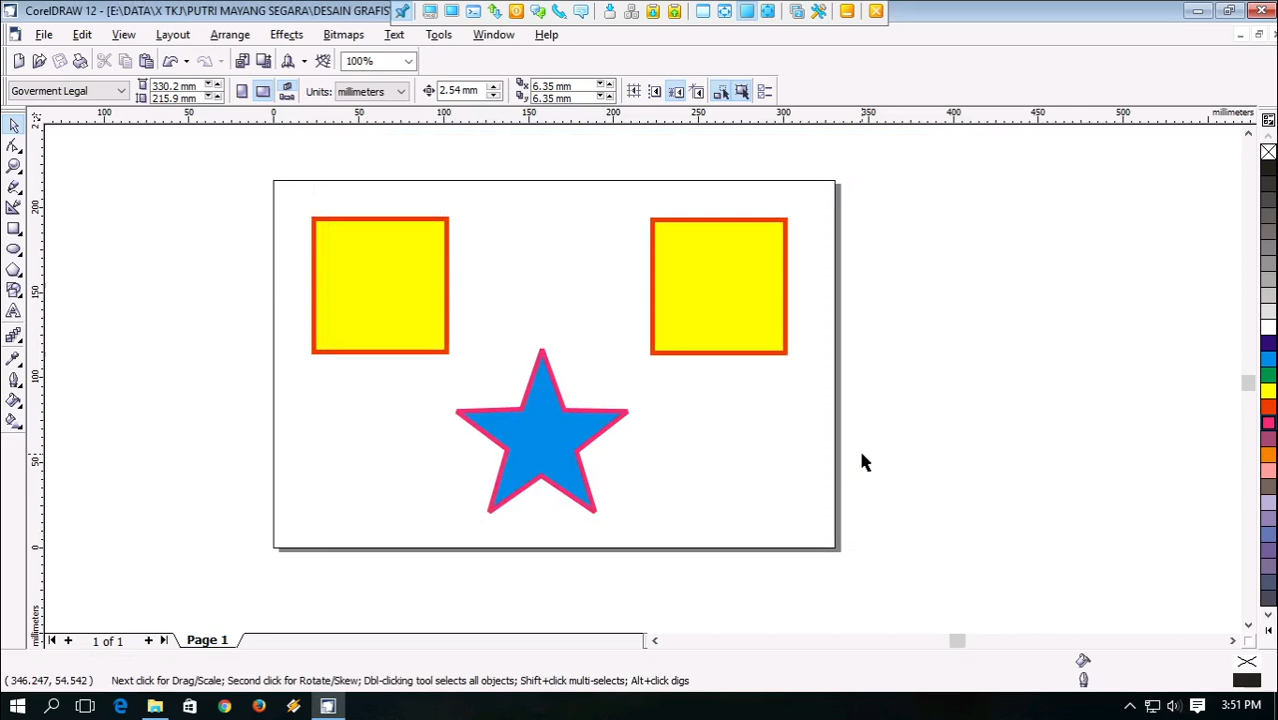 CorelDRAW 12 - [E:\DATA\X TKJ\PUTRI MAYANG SEGARA\DESAIN GRAFIS\
File Edit View Layout Arrange Effects Bitmaps Text Tools Window Help
100%
Goverment Legal 330.2 mm 215.9 mm Units: millimeters 2.54 mm 6.35 mm 6.35 mm
100 50 0 50 100 150 200 250 300 350 400 450 500 millimeters
200
150
100
50
0
millimeters
1 of 1 Page 1
(346.247, 54.542) Next click for Drag/Scale; Second click for Rotate/Skew; Dbl-clicking tool selects all objects; Shift+click multi-selects; Alt+click digs
3:51 PM